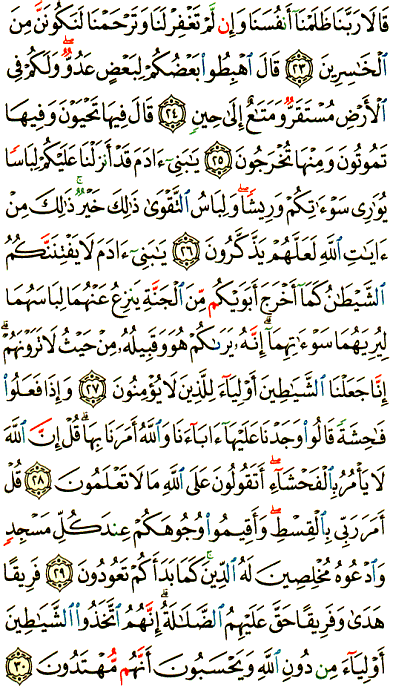 قَالَا رَبَّنَا ظَلَمْنَآ أَنفُسَنَا وَإِن لَّمْ تَغْفِرْ لَنَا وَتَرْحَمْنَا لَنَكُونَنَّ مِنَ
ٱلْخَٰسِرِينَ ﴿٢٣﴾ قَالَ ٱهْبِطُوا۟ بَعْضُكُمْ لِبَعْضٍ عَدُوٌّ ۖ وَلَكُمْ فِى
ٱلْأَرْضِ مُسْتَقَرٌّ وَمَتَٰعٌ إِلَىٰ حِينٍ ﴿٢٤﴾ قَالَ فِيهَا تَحْيَوْنَ وَفِيهَا
تَمُوتُونَ وَمِنْهَا تُخْرَجُونَ ﴿٢٥﴾ يَٰبَنِىٓ ءَادَمَ قَدْ أَنزَلْنَا عَلَيْكُمْ لِبَاسًا
يُوَٰرِى سَوْءَٰتِكُمْ وَرِيشًا ۖ وَلِبَاسُ ٱلتَّقْوَىٰ ذَٰلِكَ خَيْرٌ ۚ ذَٰلِكَ مِنْ
ءَايَٰتِ ٱللَّهِ لَعَلَّهُمْ يَذَّكَّرُونَ ﴿٢٦﴾ يَٰبَنِىٓ ءَادَمَ لَا يَفْتِنَنَّكُمُ
ٱلشَّيْطَٰنُ كَمَآ أَخْرَجَ أَبَوَيْكُم مِّنَ ٱلْجَنَّةِ يَنزِعُ عَنْهُمَا لِبَاسَهُمَا
لِيُرِيَهُمَا سَوْءَٰتِهِمَآ ۗ إِنَّهُۥ يَرَىٰكُمْ هُوَ وَقَبِيلُهُۥ مِنْ حَيْثُ لَا تَرَوْنَهُمْ ۗ
إِنَّا جَعَلْنَا ٱلشَّيَٰطِينَ أَوْلِيَآءَ لِلَّذِينَ لَا يُؤْمِنُونَ ﴿٢٧﴾ وَإِذَا فَعَلُوا۟
فَٰحِشَةً قَالُوا۟ وَجَدْنَا عَلَيْهَآ ءَابَآءَنَا وَٱللَّهُ أَمَرَنَا بِهَا ۗ قُلْ إِنَّ ٱللَّهَ
لَا يَأْمُرُ بِٱلْفَحْشَآءِ ۖ أَتَقُولُونَ عَلَى ٱللَّهِ مَا لَا تَعْلَمُونَ ﴿٢٨﴾ قُلْ
أَمَرَ رَبِّى بِٱلْقِسْطِ ۖ وَأَقِيمُوا۟ وُجُوهَكُمْ عِندَ كُلِّ مَسْجِدٍ
وَٱدْعُوهُ مُخْلِصِينَ لَهُ ٱلدِّينَ ۚ كَمَا بَدَأَكُمْ تَعُودُونَ ﴿٢٩﴾ فَرِيقًا
هَدَىٰ وَفَرِيقًا حَقَّ عَلَيْهِمُ ٱلضَّلَٰلَةُ ۗ إِنَّهُمُ ٱتَّخَذُوا۟ ٱلشَّيَٰطِينَ
أَوْلِيَآءَ مِن دُونِ ٱللَّهِ وَيَحْسَبُونَ أَنَّهُم مُّهْتَدُونَ ﴿٣٠﴾